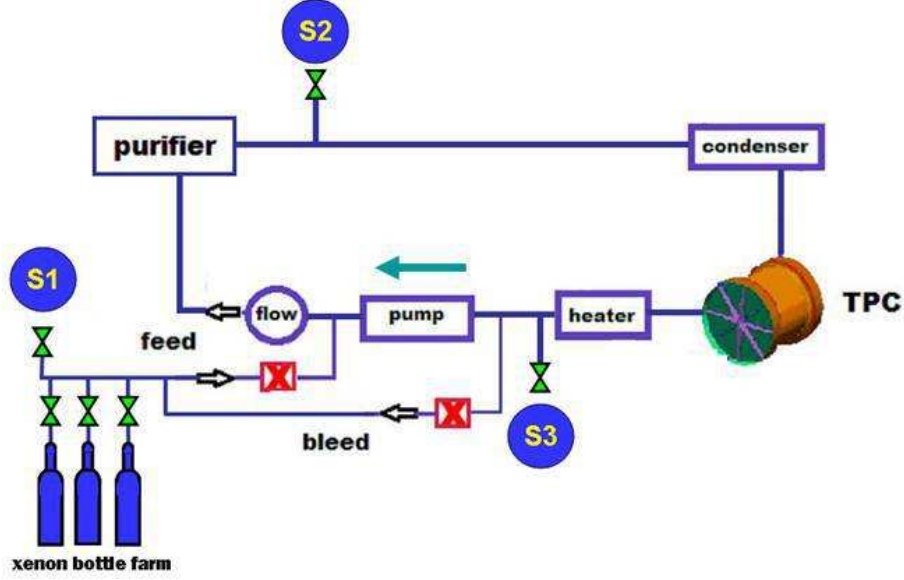 S2
purifier
condenser
S1
TPC
flow
pump
heater
feed
bleed
S3
xenon bottle farm